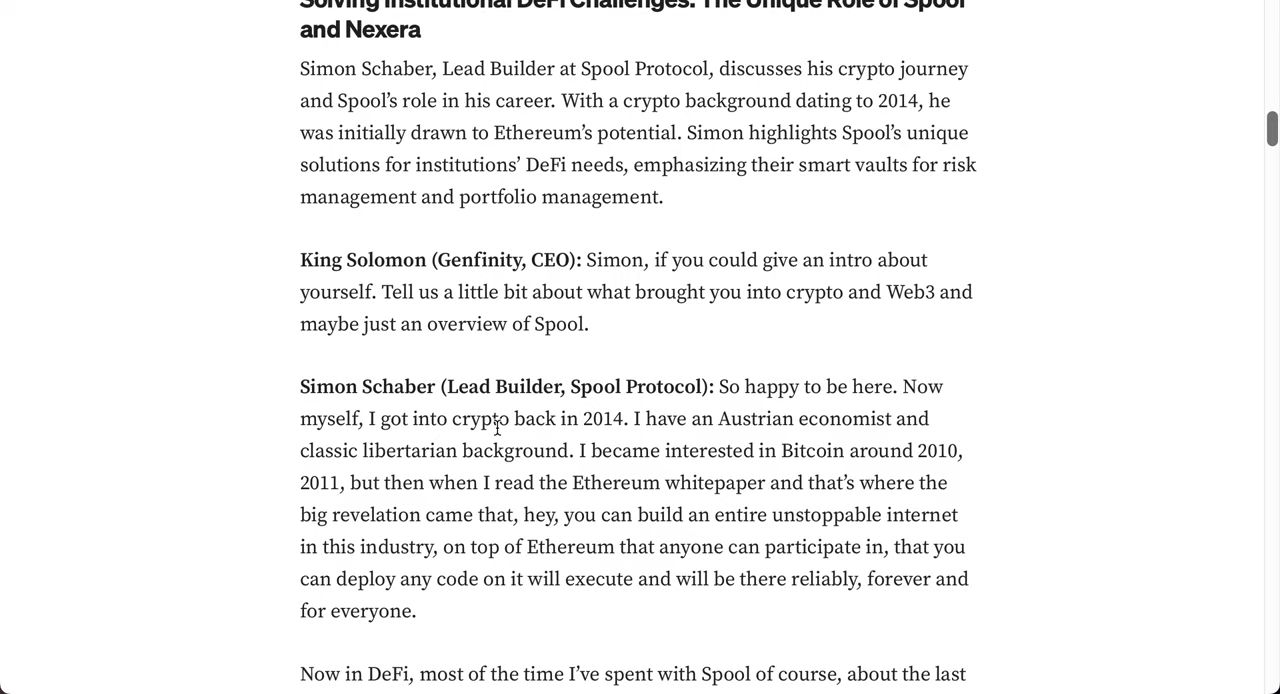 Solving Institutional DeFi Challenges: The Unique Role of Spool
and Nexera
Simon Schaber, Lead Builder at Spool Protocol, discusses his crypto journey
and Spool’s role in his career. With a crypto background dating to 2014, he
was initially drawn to Ethereum’s potential. Simon highlights Spool’s unique
solutions for institutions’ DeFi needs, emphasizing their smart vaults for risk
management and portfolio management.
King Solomon (Genfinity, CEO): Simon, if you could give an intro about
yourself. Tell us a little bit about what brought you into crypto and Web3 and
maybe just an overview of Spool.
Simon Schaber (Lead Builder, Spool Protocol): So happy to be here. Now
myself, I got into crypto back in 2014. I have an Austrian economist and
classic libertarian background. I became interested in Bitcoin around 2010,
2011, but then when I read the Ethereum whitepaper and that’s where the
big revelation came that, hey, you can build an entire unstoppable internet
in this industry, on top of Ethereum that anyone can participate in, that you
can deploy any code on it will execute and will be there reliably, forever and
for everyone.
Now in DeFi, most of the time I’ve spent with Spool of course, about the last